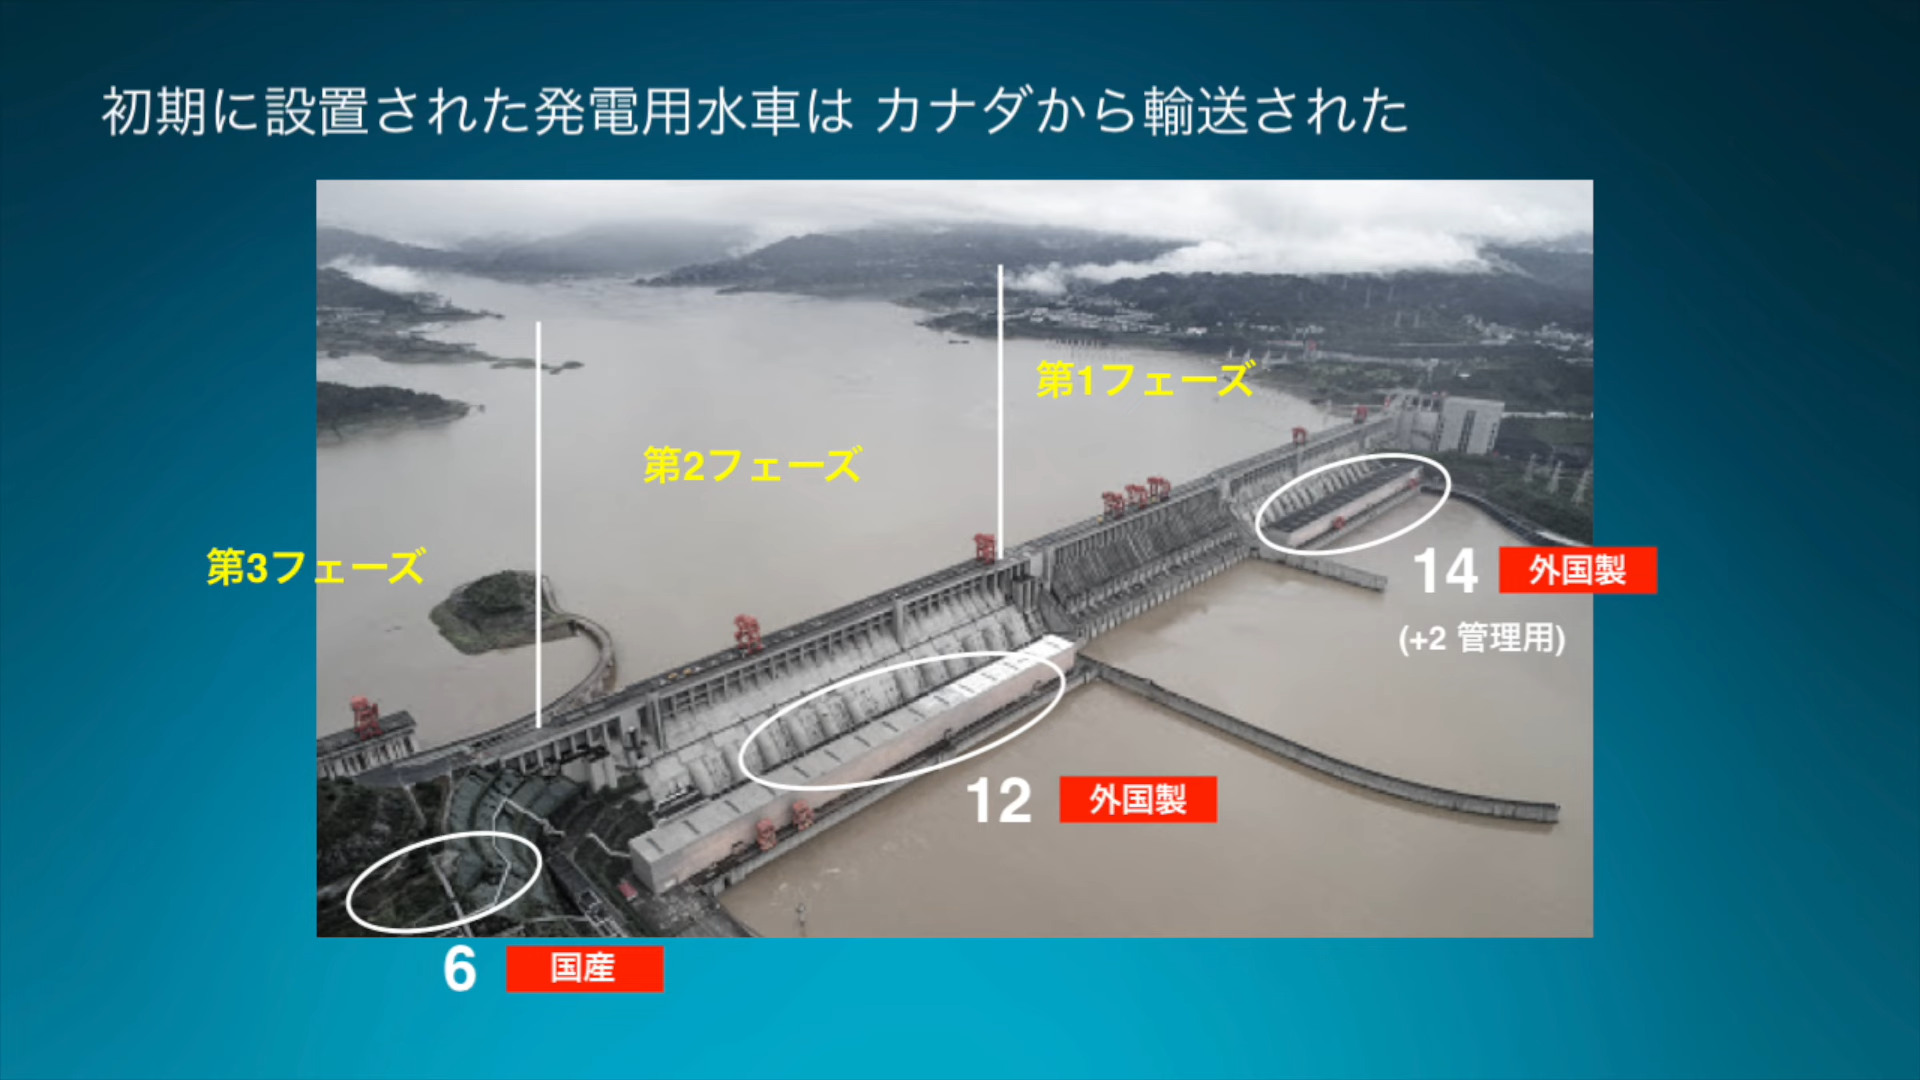 初期に設置された発電用水車は カナダから輸送された
第1フェーズ
第2フェーズ
第3フェーズ
14 外国製
(+2 管理用)
12 外国製
6 国産